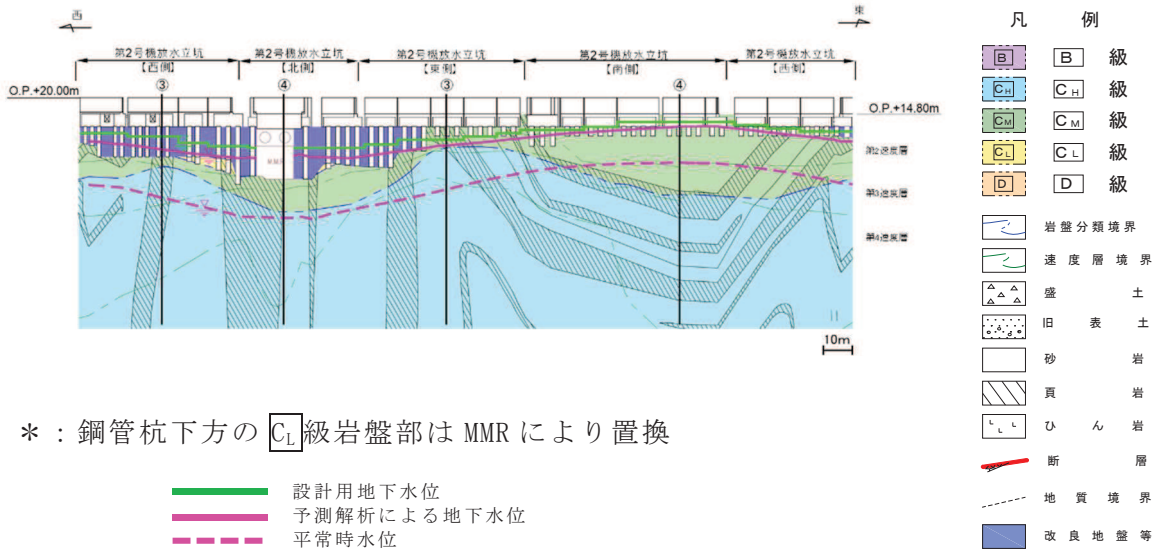 西
東
第2号機放水立坑
【西側】
第2号機放水立坑
【北側】
第2号機放水立坑
【東側】
第2号機放水立坑
【南側】
第2号機放水立坑
【西側】
③
④
③
④
O.P.+20.00m
O.P.+14.80m
第2速度層
第3速度層
第4速度層
10m
＊：鋼管杭下方の CL 級岩盤部は MMR により置換
設計用地下水位
予測解析による地下水位
平常時水位
凡 例
B B 級
CH CH 級
CM CM 級
CL CL 級
D D 級
岩盤分類境界
速度層境界
盛土
旧表土
砂岩
頁岩
ひん岩
断層
地質境界
改良地盤等